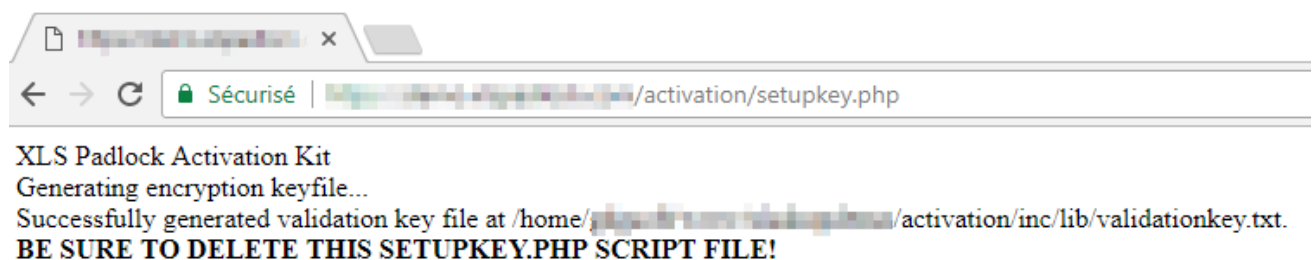 Sécurisé /activation/setupkey.php
XLS Padlock Activation Kit
Generating encryption keyfile...
Successfully generated validation key file at /home/ /activation/inc/lib/validationkey.txt.
BE SURE TO DELETE THIS SETUPKEY.PHP SCRIPT FILE!